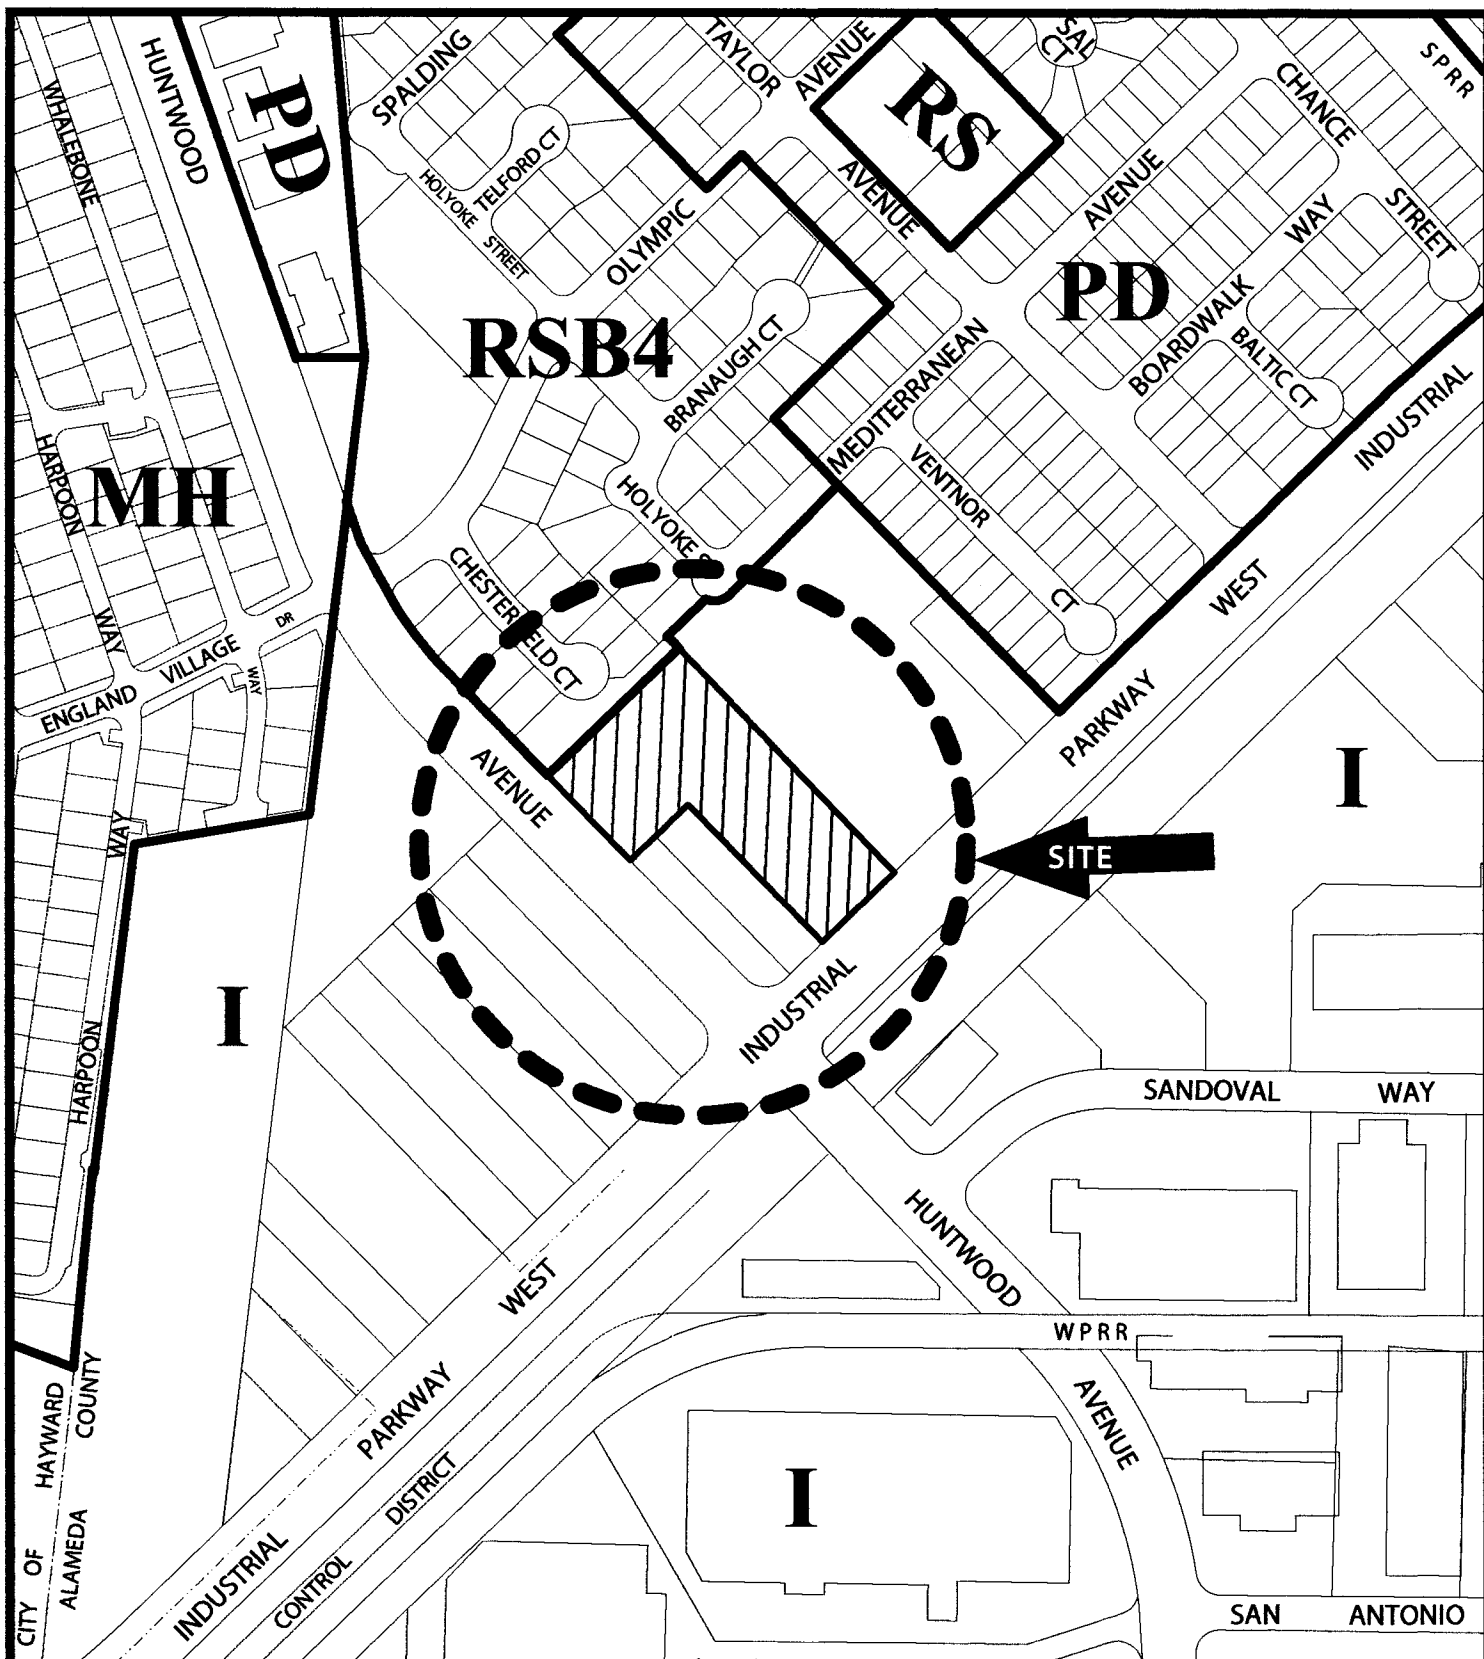 SPALDING
TAYLOR
AVENUE
SAL
CT
SPRR
HUNTWOOD
WHALEBONE
PD
RS
CHANCE
STREET
TELFORD CT
HOLYOKE
STREET
OLYMPIC
AVENUE
AVENUE
WAY
BOARDWALK
PD
RSB4
BRANAUGH CT
MEDITERRANEAN
BALTIC CT
INDUSTRIAL
HARPOON
WAY
MH
VENTNOR
CT
HOLYOKE S
CHESTERFIELD CT
WEST
PARKWAY
DR
VILLAGE
ENGLAND
WAY
WAY
AVENUE
I
SITE
I
INDUSTRIAL
HARPOON
SANDOVAL WAY
HUNTWOOD
AVENUE
WEST
PARKWAY
INDUSTRIAL
WPRR
CITY OF HAYWARD
ALAMEDA COUNTY
CONTROL DISTRICT
I
SAN ANTONIO